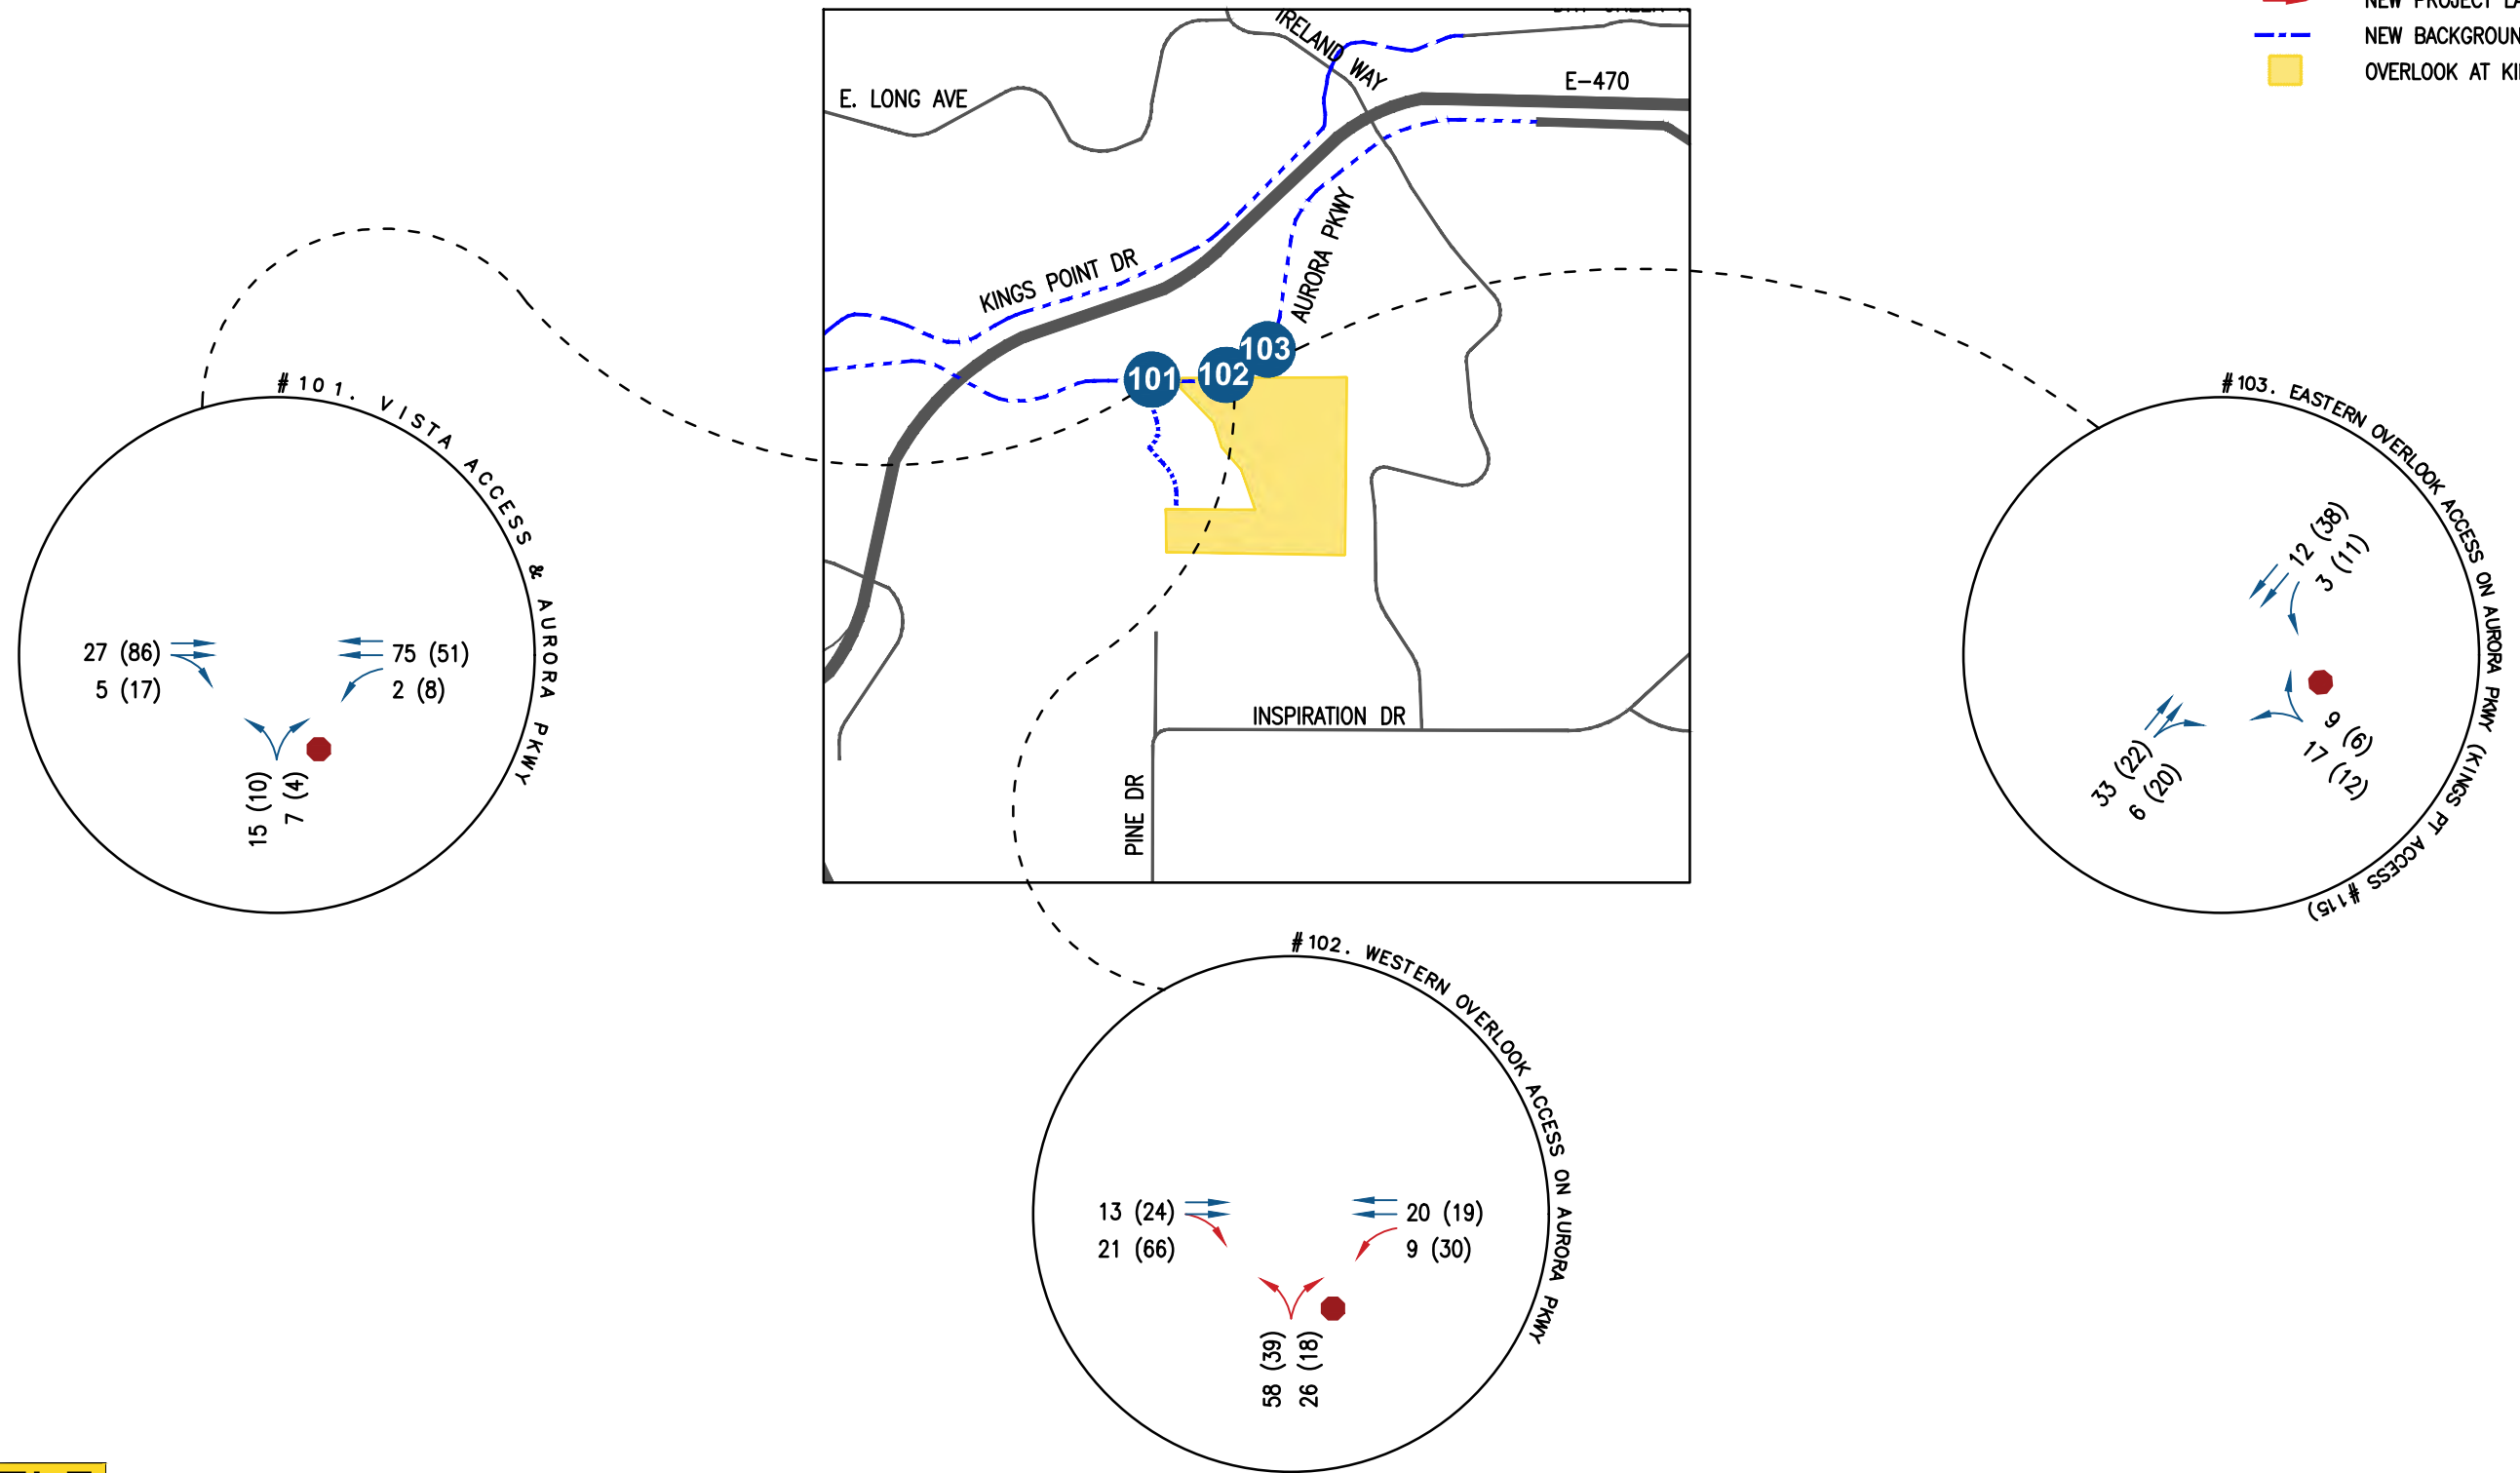 NEW BACKGROUN
OVERLOOK AT KI
IRELAND WAY
E-470
E. LONG AVE
KINGS POINT DR
AURORA PKWY
103
102
101
INSPIRATION DR
PINE DR
#101. VISTA ACCESS & AURORA PKWY
27 (86)
5 (17)
75 (51)
2 (8)
15 (10)
7 (4)
#103. EASTERN OVERLOOK ACCESS ON AURORA PKWY (KINGS PT ACCESS #115)
12 (38)
3 (11)
33 (22)
6 (20)
9 (6)
17 (12)
#102. WESTERN OVERLOOK ACCESS ON AURORA PKWY
13 (24)
21 (66)
20 (19)
9 (30)
58 (39)
26 (18)